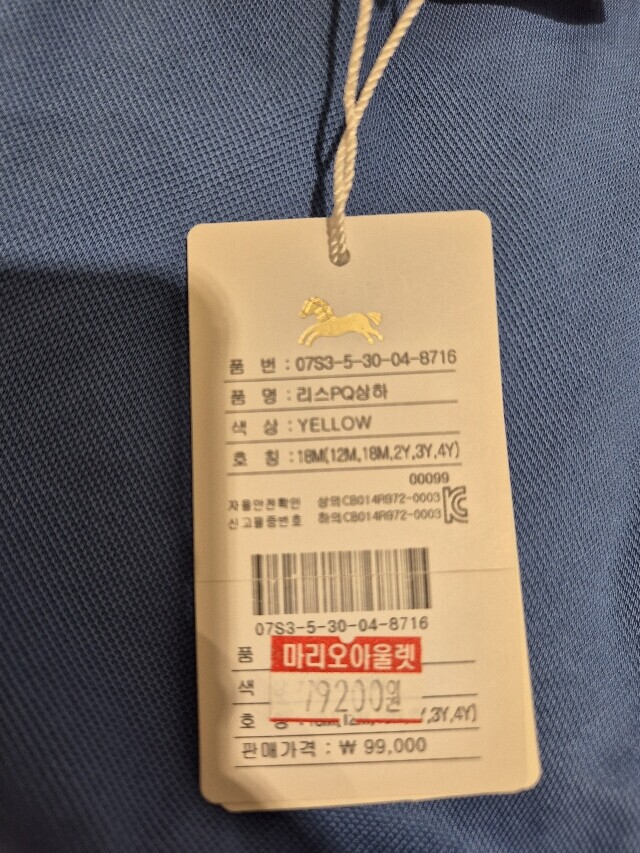 품 번 : 07S3-5-30-04-8716
품 명 : 리스PQ상하
색 상 : YELLOW
호 칭 : 18M(12M,18M,2Y,3Y,4Y)
00099
자율안전확인 상의CB014R972-0003
신고필증번호 하의CB014R972-0003
07S3-5-30-04-8716
품
마리오아울렛
색
79200원
호 ,3Y,4Y)
판매가격 : ₩ 99,000